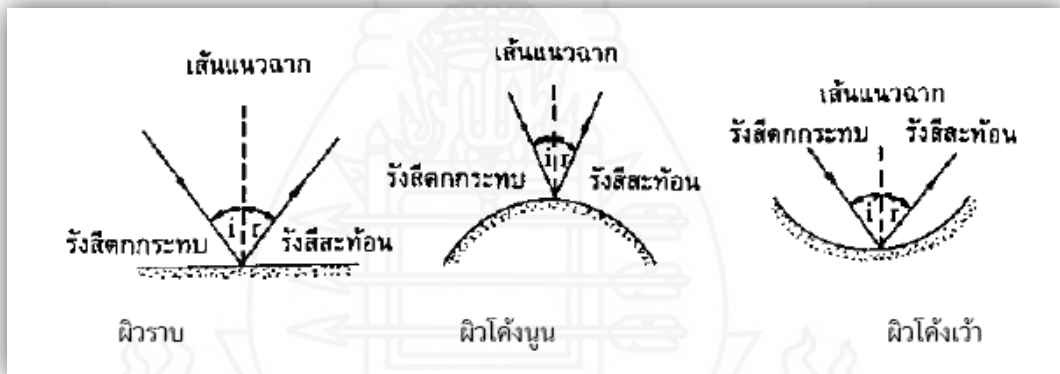 เส้นแนวฉาก
i r
รังสีตกกระทบ
รังสีสะท้อน
ผิวราบ
เส้นแนวฉาก
i r
รังสีตกกระทบ
รังสีสะท้อน
ผิวโค้งนูน
เส้นแนวฉาก
รังสีตกกระทบ
รังสีสะท้อน
i r
ผิวโค้งเว้า